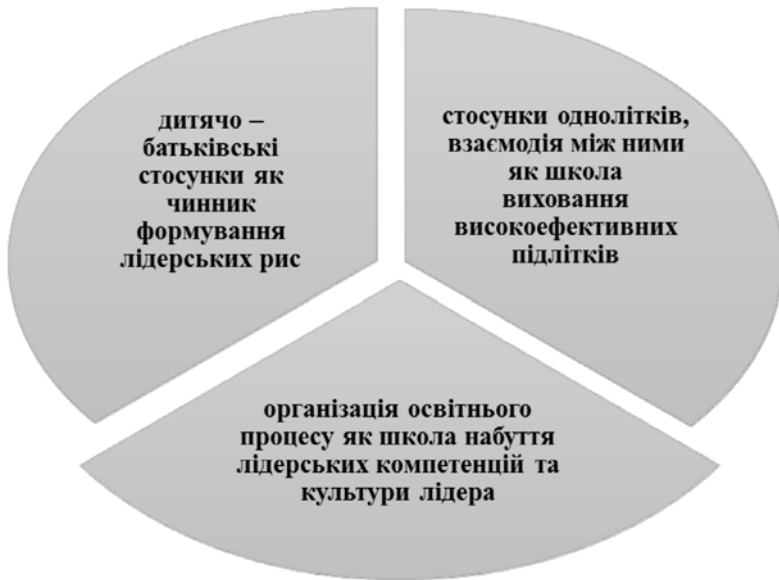 дитячо –
батьківські
стосунки як
чинник
формування
лідерських рис
стосунки однолітків,
взаємодія між ними
як школа
виховання
високоефективних
підлітків
організація освітнього
процесу як школа набуття
лідерських компетенцій та
культури лідера